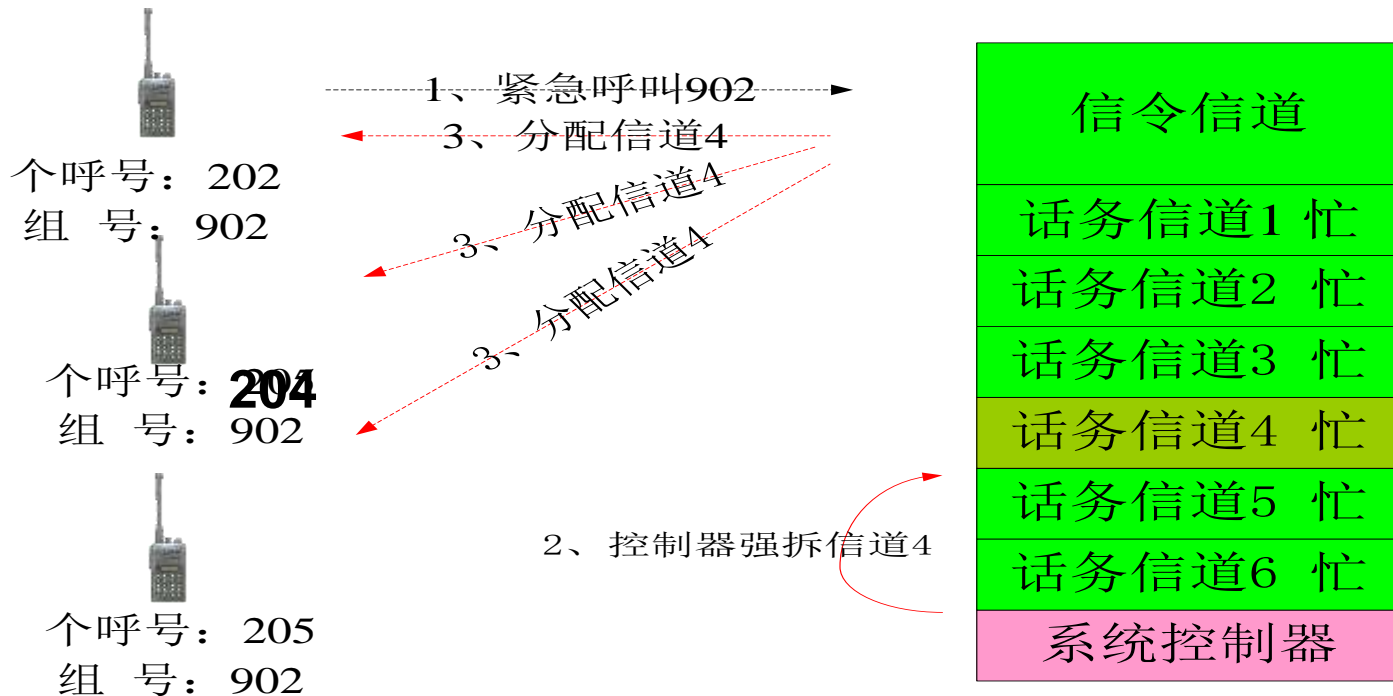 1、紧急呼叫902
3、分配信道4
3、分配信道4
3、分配信道4
个呼号：202
组 号：902
个呼号：204
组 号：902
2、控制器强拆信道4
个呼号：205
组 号：902
信令信道
话务信道1 忙
话务信道2 忙
话务信道3 忙
话务信道4 忙
话务信道5 忙
话务信道6 忙
系统控制器